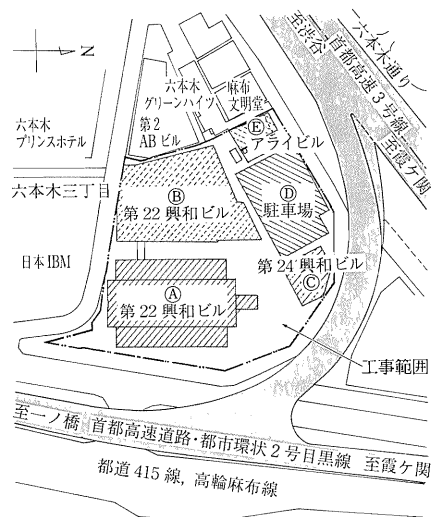 N
六本木通り
首都高速3号線
至渋谷
至霞ケ関
六本木
グリーンハイツ
麻布
文明堂
第2
ABビル
Ⓔ
アライビル
六本木
プリンスホテル
六本木三丁目
Ⓑ
第22興和ビル
Ⓓ
駐車場
日本IBM
第24興和ビル
Ⓒ
Ⓐ
第22興和ビル
工事範囲
至一ノ橋 首都高速道路・都市環状2号目黒線 至霞ケ関
都道415線, 高輪麻布線